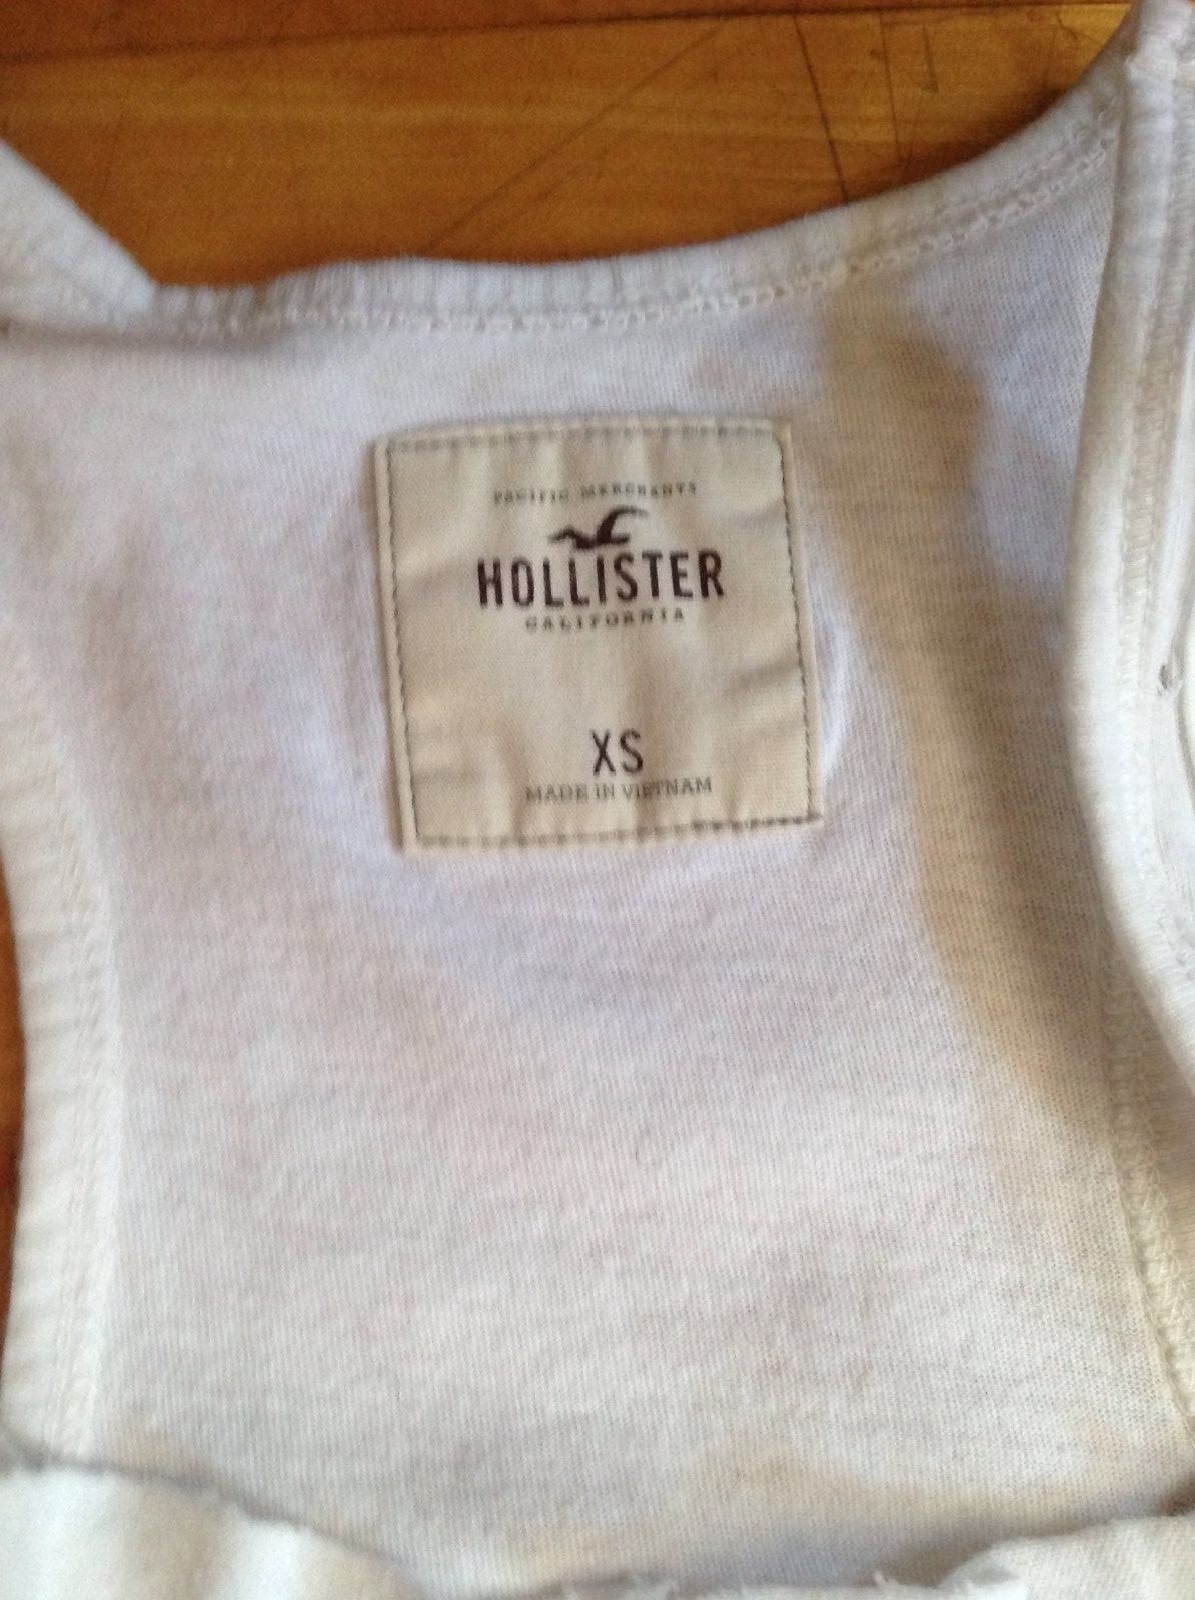 PACIFIC MERCHANTS
HOLLISTER
CALIFORNIA
XS
MADE IN VIETNAM